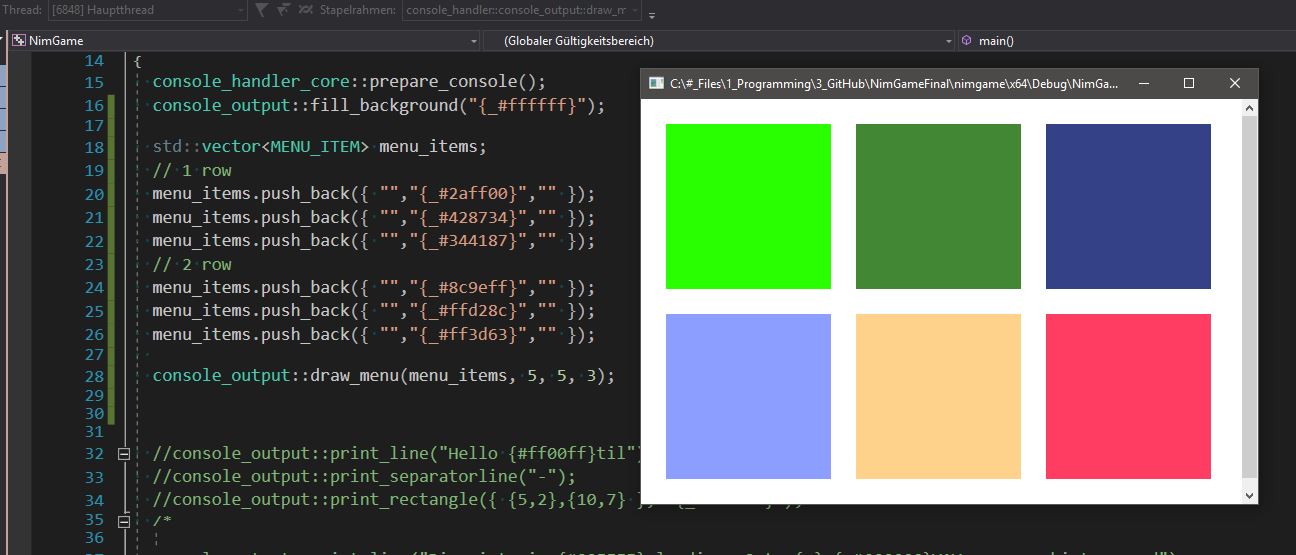 Thread: [6848] Hauptthread Stapelrahmen: console_handler::console_output::draw_m
NimGame (Globaler Gültigkeitsbereich) main()
14 {
15 console_handler_core::prepare_console();
16 console_output::fill_background("{_#ffffff}");
17
18 std::vector<MENU_ITEM> menu_items;
19 // 1 row
20 menu_items.push_back({ "","{_#2aff00}","" });
21 menu_items.push_back({ "","{_#428734}","" });
22 menu_items.push_back({ "","{_#344187}","" });
23 // 2 row
24 menu_items.push_back({ "","{_#8c9eff}","" });
25 menu_items.push_back({ "","{_#ffd28c}","" });
26 menu_items.push_back({ "","{_#ff3d63}","" });
27
28 console_output::draw_menu(menu_items, 5, 5, 3);
29
30
31
32 //console_output::print_line("Hello {#ff00ff}til")
33 //console_output::print_separatorline("-");
34 //console_output::print_rectangle({ {5,2},{10,7} },
35 /*
36
C:\#_Files\1_Programming\3_GitHub\NimGameFinal\nimgame\x64\Debug\NimGa...